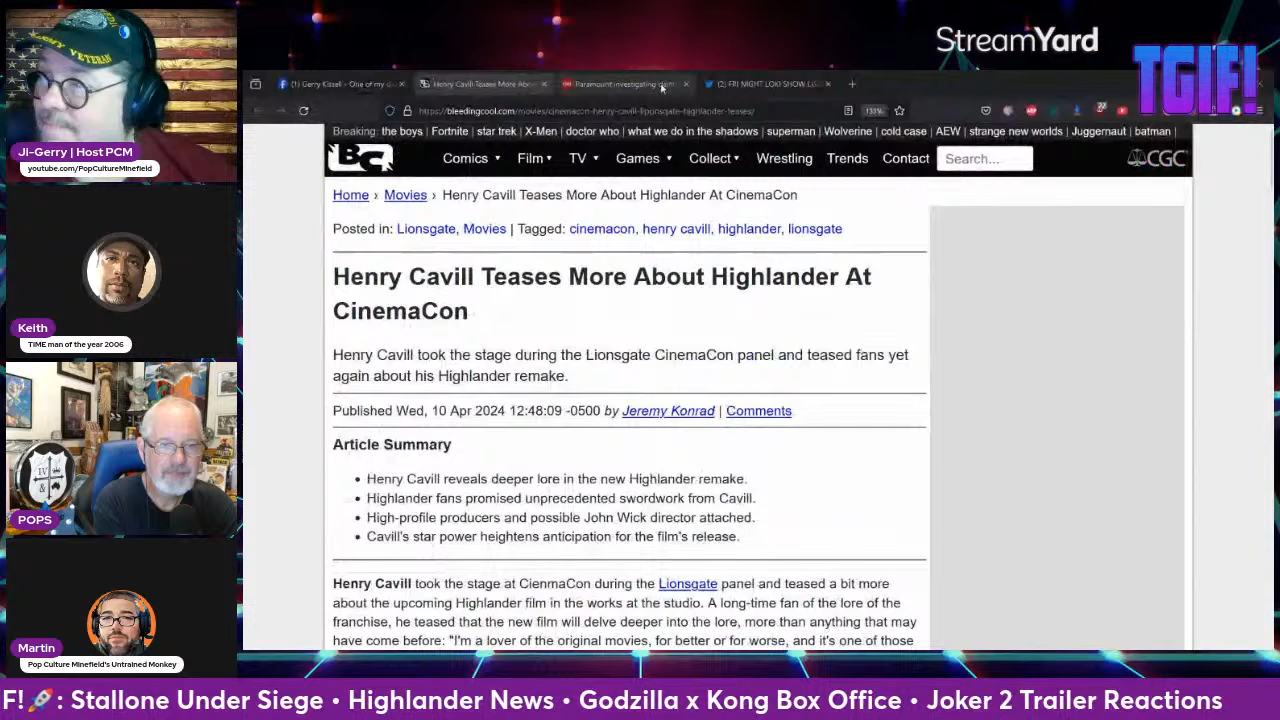 StreamYard
TGIF!
(1) Gerry Kissell - One of my d
Henry Cavill Teases More Abo
Paramount investigating claim
(2) FRI NIGHT LOKI SHOW
https://bleedingcool.com/movies/cinemacon-henry-cavill-
133%
Breaking: the boys | Fortnite | star trek | X-Men | doctor who | what we do in the shadows | superman | Wolverine | cold case | AEW | strange new worlds | Juggernaut | batman
BC
Comics
Film
TV
Games
Collect
Wrestling
Trends
Contact
Search...
CGC
Home › Movies › Henry Cavill Teases More About Highlander At CinemaCon
Posted in: Lionsgate, Movies | Tagged: cinemacon, henry cavill, highlander, lionsgate
Henry Cavill Teases More About Highlander At
CinemaCon
Henry Cavill took the stage during the Lionsgate CinemaCon panel and teased fans yet
again about his Highlander remake.
Published Wed, 10 Apr 2024 12:48:09 -0500 by Jeremy Konrad | Comments
Article Summary
• Henry Cavill reveals deeper lore in the new Highlander remake.
• Highlander fans promised unprecedented swordwork from Cavill.
• High-profile producers and possible John Wick director attached.
• Cavill's star power heightens anticipation for the film's release.
Henry Cavill took the stage at CienmaCon during the Lionsgate panel and teased a bit more
about the upcoming Highlander film in the works at the studio. A long-time fan of the lore of the
franchise, he teased that the new film will delve deeper into the lore, more than anything that may
have come before: "I'm a lover of the original movies, for better or for worse, and it's one of those
VETERAN
JI-Gerry | Host PCM
youtube.com/PopCultureMinefield
Keith
TIME man of the year 2006
POPS
Martin
Pop Culture Minefield's Untrained Monkey
F!🚀: Stallone Under Siege • Highlander News • Godzilla x Kong Box Office • Joker 2 Trailer Reactions